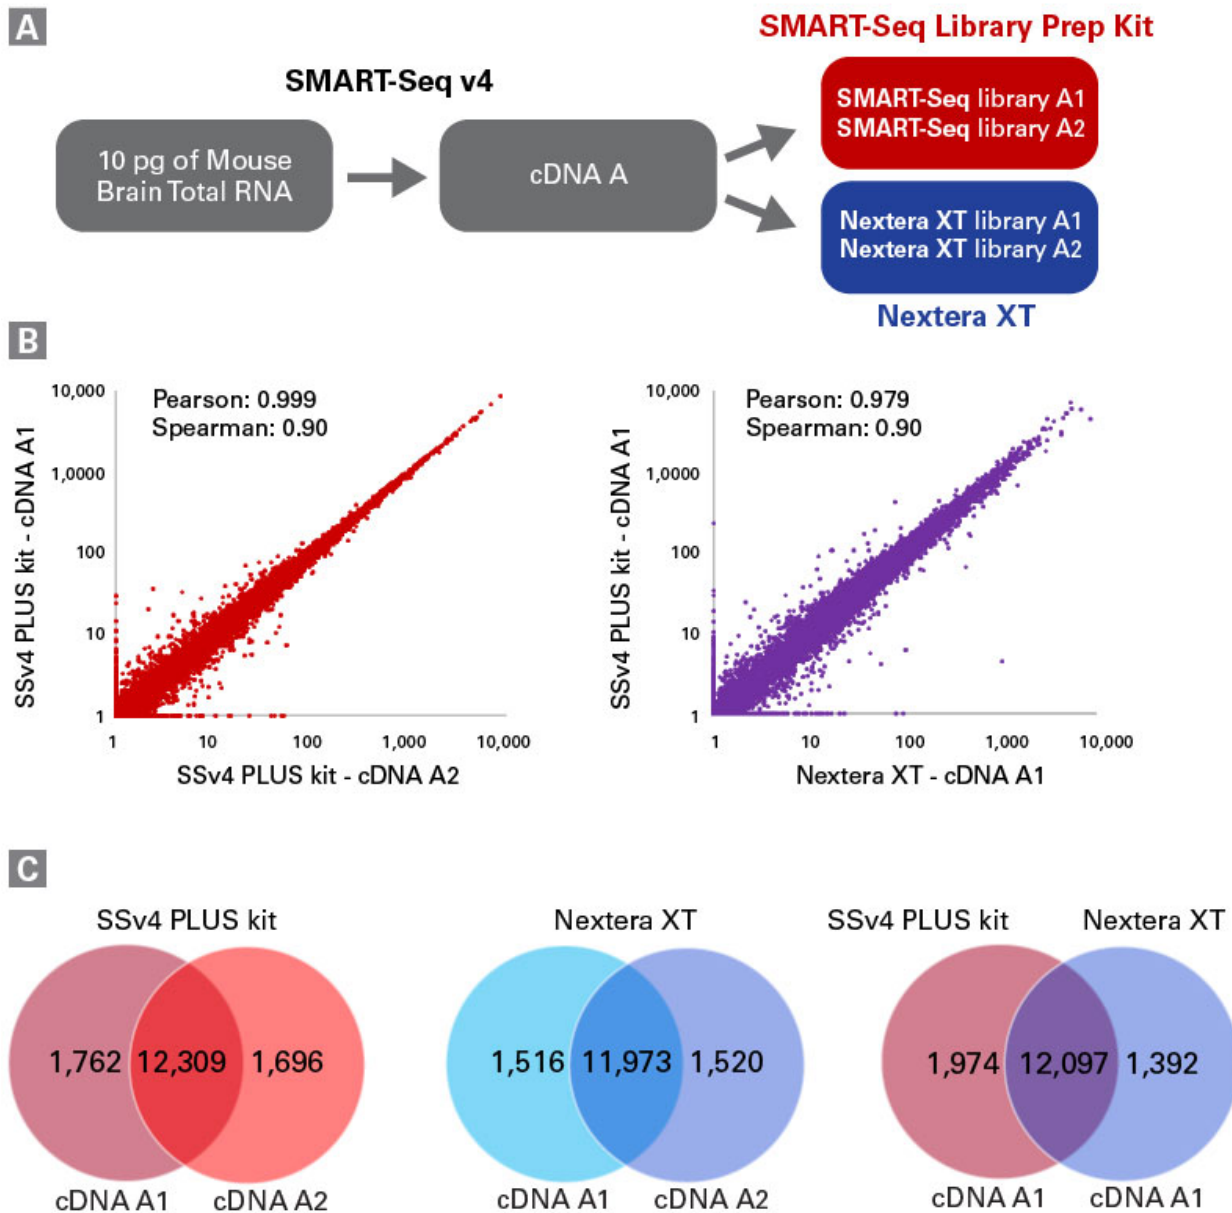 A
SMART-Seq Library Prep Kit
SMART-Seq v4
SMART-Seq library A1
SMART-Seq library A2
10 pg of Mouse
Brain Total RNA
cDNA A
Nextera XT library A1
Nextera XT library A2
Nextera XT
B
SSv4 PLUS kit - cDNA A1
10,000
1,0000
100
10
1
Pearson: 0.999
Spearman: 0.90
1 10 100 1,000 10,000
SSv4 PLUS kit - cDNA A2
SSv4 PLUS kit - cDNA A1
10,000
1,0000
100
10
1
Pearson: 0.979
Spearman: 0.90
1 10 100 1,000 10,000
Nextera XT - cDNA A1
C
SSv4 PLUS kit
1,762 12,309 1,696
cDNA A1 cDNA A2
Nextera XT
1,516 11,973 1,520
cDNA A1 cDNA A2
SSv4 PLUS kit Nextera XT
1,974 12,097 1,392
cDNA A1 cDNA A1